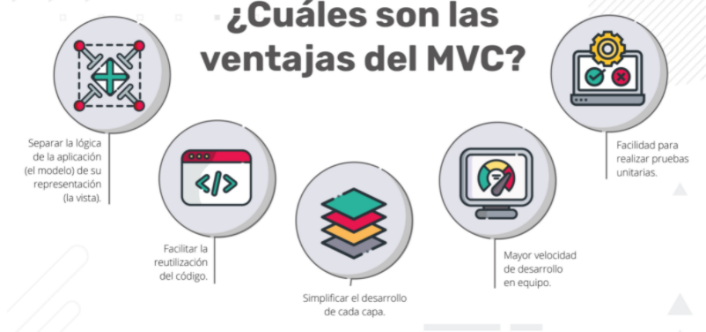 ¿Cuáles son las
ventajas del MVC?
Separar la lógica
de la aplicación
(el modelo) de su
representación
(la vista).
Facilitar la
reutilización
del código.
Simplificar el desarrollo
de cada capa.
Mayor velocidad
de desarrollo
en equipo.
Facilidad para
realizar pruebas
unitarias.